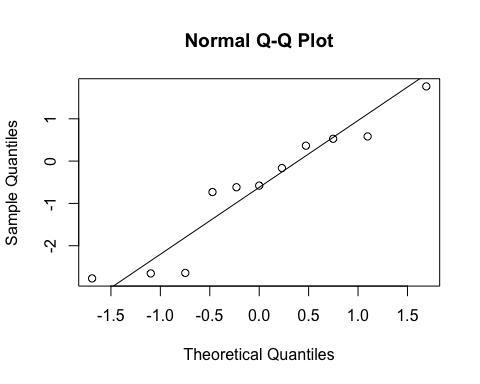 Normal Q-Q Plot
Sample Quantiles
1
0
-1
-2
-1.5 -1.0 -0.5 0.0 0.5 1.0 1.5
Theoretical Quantiles